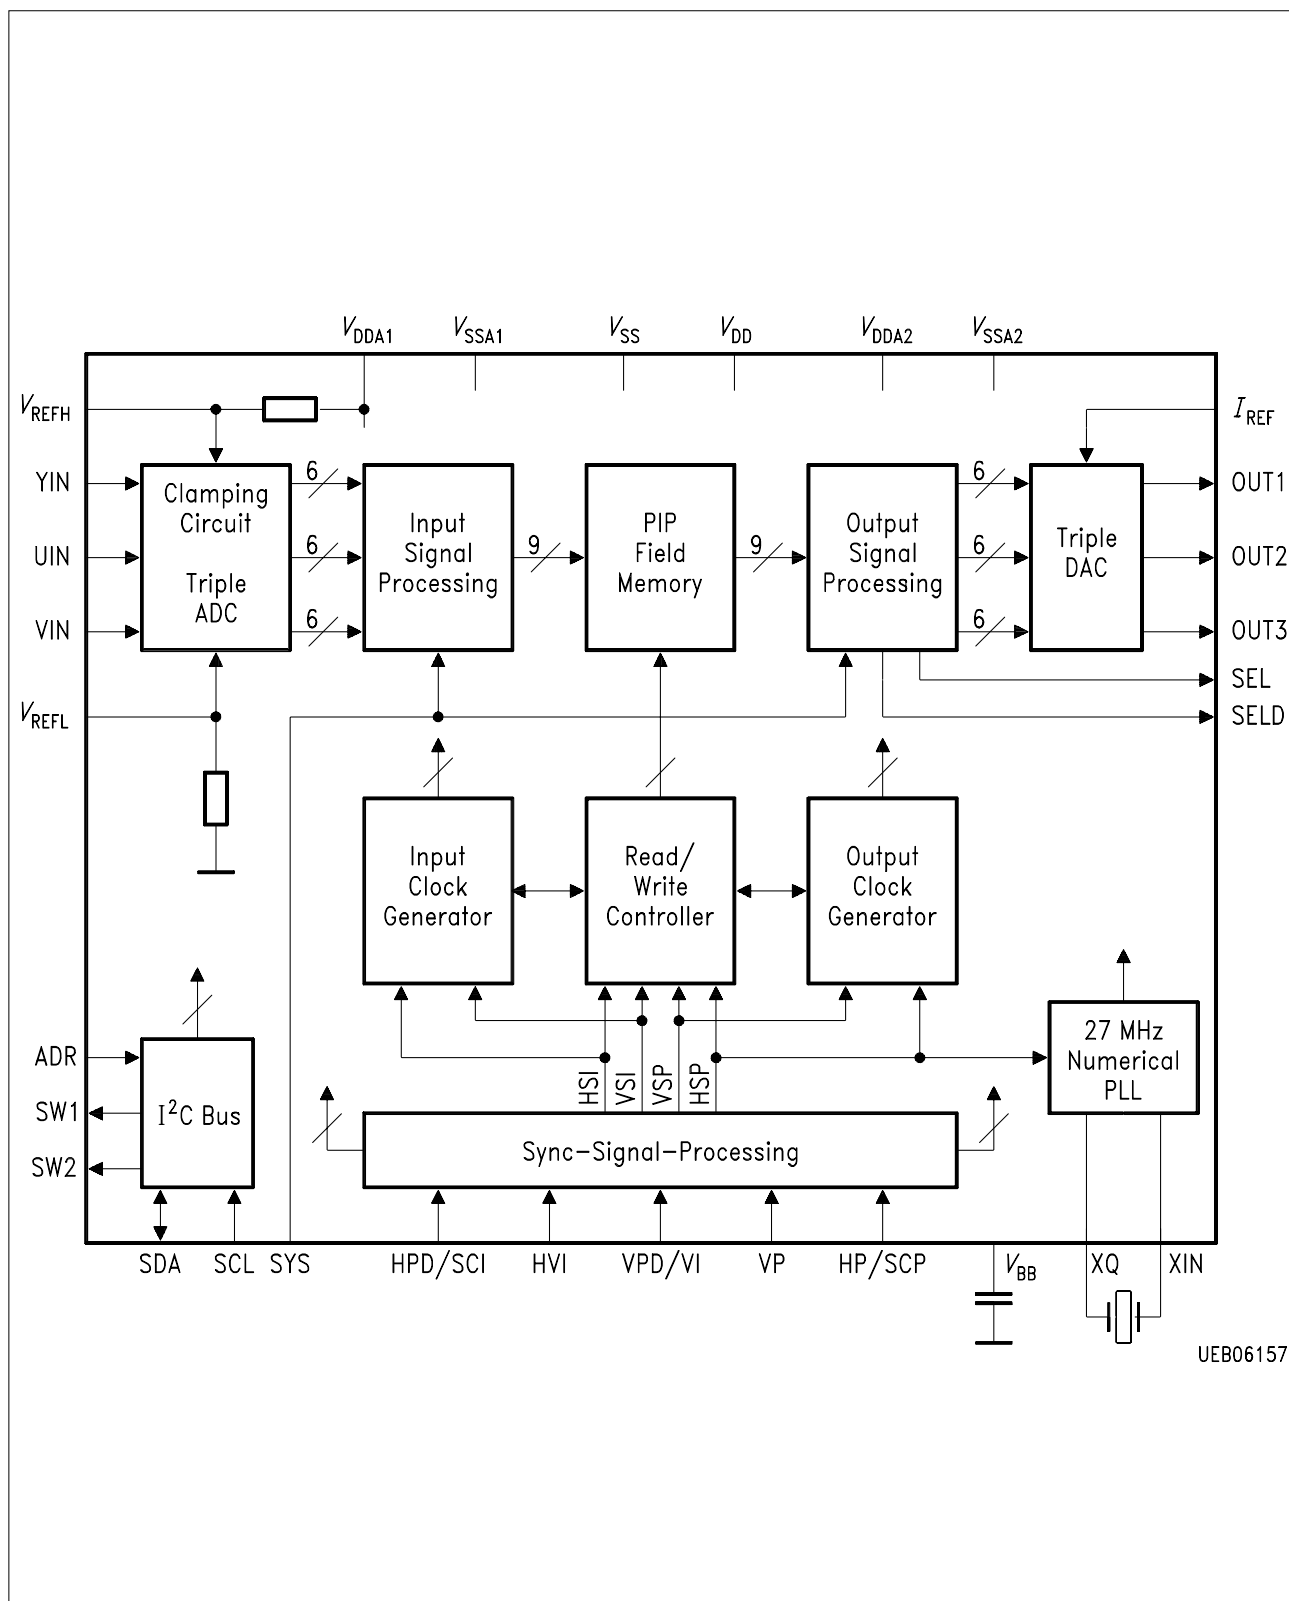 VDDA1 VSSA1 VSS VDD VDDA2 VSSA2
VREFH
IREF
YIN
UIN
VIN
VREFL
Clamping
Circuit
Triple
ADC
6
6
6
Input
Signal
Processing
9
PIP
Field
Memory
9
Output
Signal
Processing
6
6
6
Triple
DAC
OUT1
OUT2
OUT3
SEL
SELD
Input
Clock
Generator
Read/
Write
Controller
Output
Clock
Generator
ADR
SW1
SW2
I²C Bus
HSI
VSI
VSP
HSP
27 MHz
Numerical
PLL
Sync-Signal-Processing
SDA SCL SYS HPD/SCI HVI VPD/VI VP HP/SCP VBB XQ XIN
UEB06157